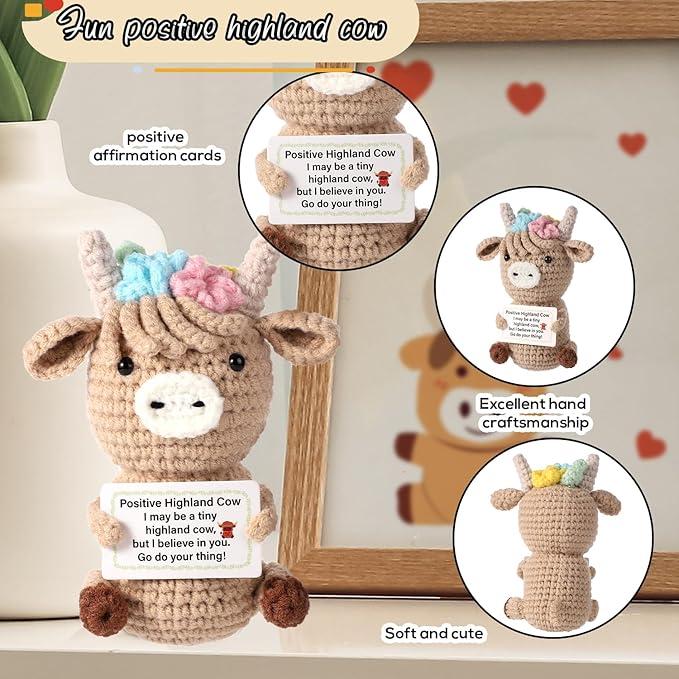 Fun positive highland cow
positive
affirmation cards
Positive Highland Cow
I may be a tiny
highland cow,
but I believe in you.
Go do your thing!
Positive Highland Cow
I may be a tiny
highland cow,
but I believe in you.
Go do your thing!
Excellent hand
craftsmanship
Positive Highland Cow
I may be a tiny
highland cow,
but I believe in you.
Go do your thing!
Soft and cute